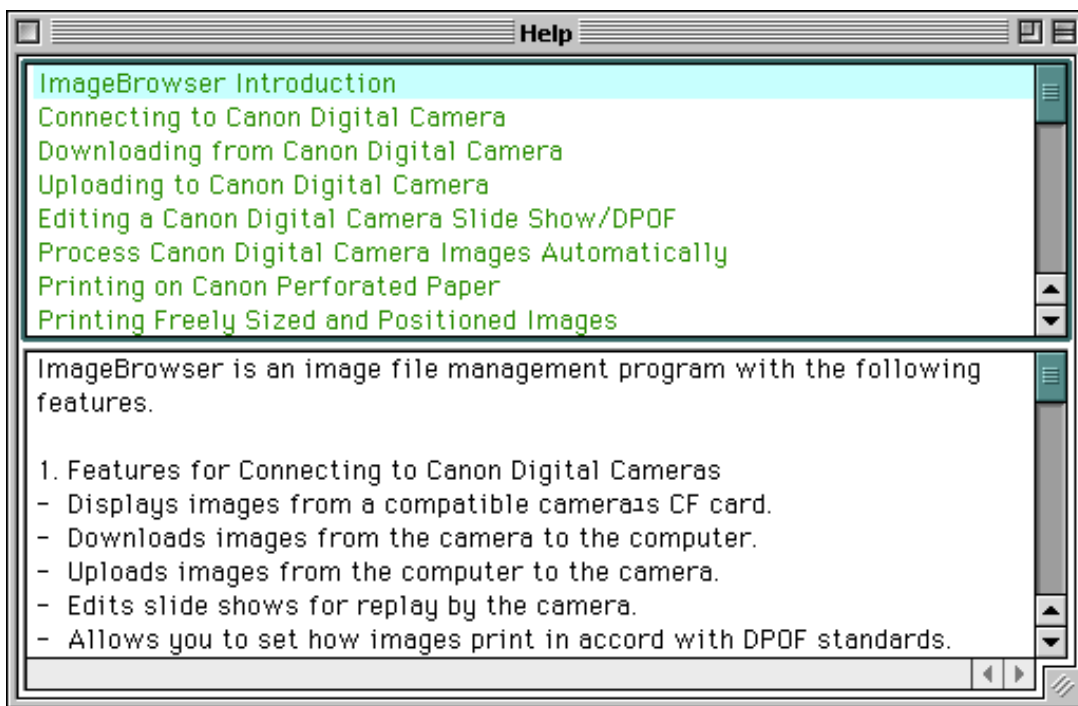 Help
ImageBrowser Introduction
Connecting to Canon Digital Camera
Downloading from Canon Digital Camera
Uploading to Canon Digital Camera
Editing a Canon Digital Camera Slide Show/DPOF
Process Canon Digital Camera Images Automatically
Printing on Canon Perforated Paper
Printing Freely Sized and Positioned Images
ImageBrowser is an image file management program with the following
features.
1. Features for Connecting to Canon Digital Cameras
- Displays images from a compatible cameraג¹s CF card.
- Downloads images from the camera to the computer.
- Uploads images from the computer to the camera.
- Edits slide shows for replay by the camera.
- Allows you to set how images print in accord with DPOF standards.